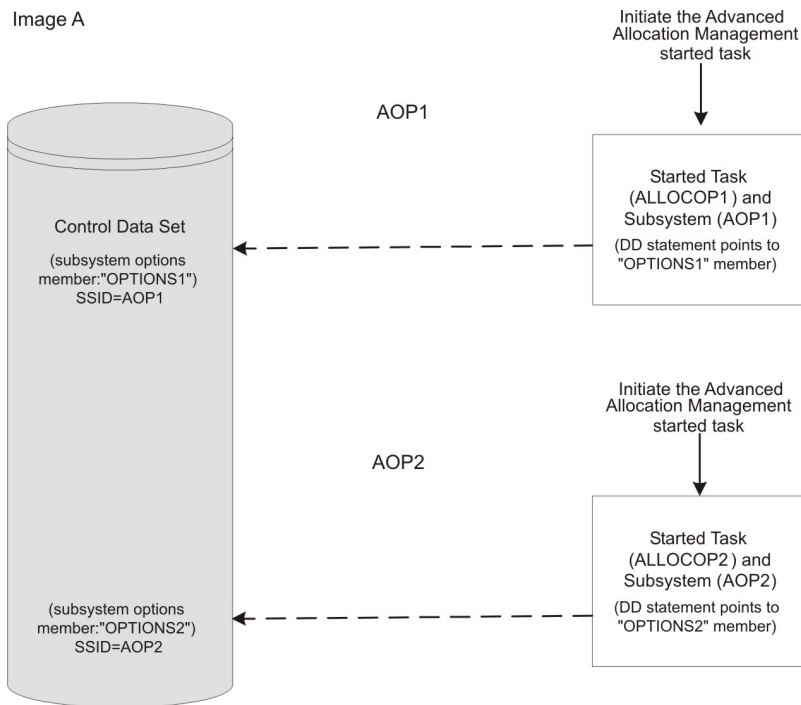 Image A
Initiate the Advanced
Allocation Management
started task
AOP1
Started Task
(ALLOCOP1) and
Subsystem (AOP1)
(DD statement points to
"OPTIONS1" member)
Control Data Set
(subsystem options
member:"OPTIONS1")
SSID=AOP1
Initiate the Advanced
Allocation Management
started task
AOP2
Started Task
(ALLOCOP2) and
Subsystem (AOP2)
(DD statement points to
"OPTIONS2" member)
(subsystem options
member:"OPTIONS2")
SSID=AOP2